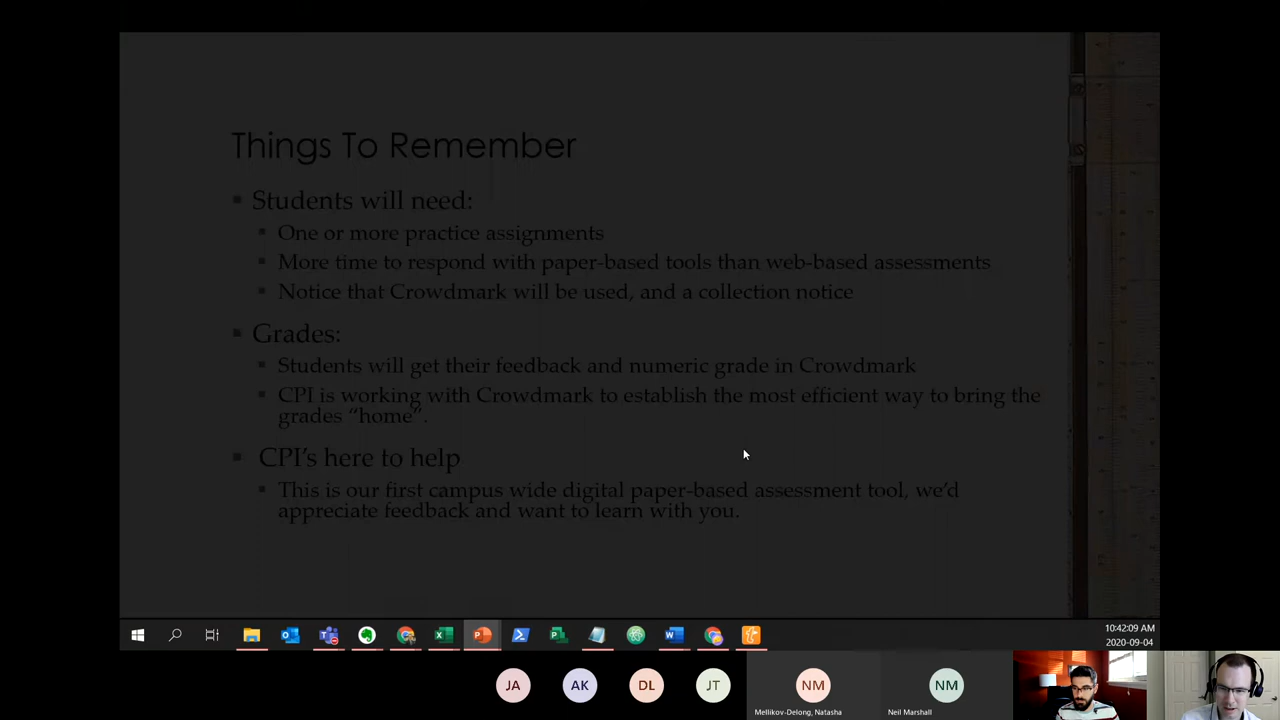 Things To Remember
Students will need:
One or more practice assignments
More time to respond with paper-based tools than web-based assessments
Notice that Crowdmark will be used, and a collection notice
Grades:
Students will get their feedback and numeric grade in Crowdmark
CPI is working with Crowdmark to establish the most efficient way to bring the
grades “home”.
CPI’s here to help
This is our first campus wide digital paper-based assessment tool, we’d
appreciate feedback and want to learn with you.
10:42:09 AM
2020-09-04
JA
AK
DL
JT
NM
NM
Mellikov-Delong, Natasha
Neil Marshall